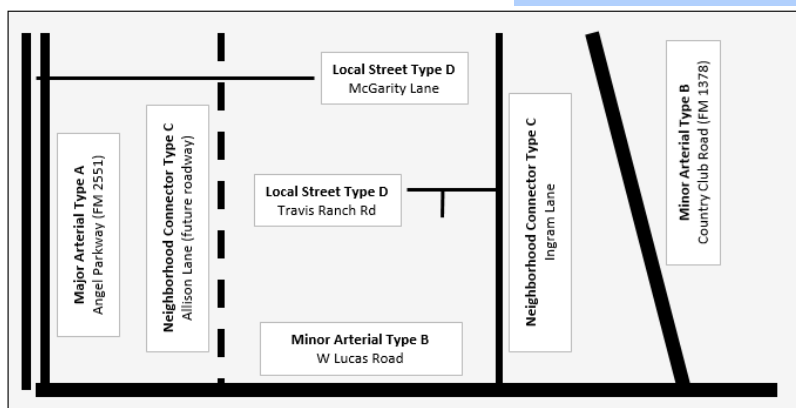 Local Street Type D
McGarity Lane
Major Arterial Type A
Angel Parkway (FM 2551)
Neighborhood Connector Type C
Allison Lane (future roadway)
Local Street Type D
Travis Ranch Rd
Neighborhood Connector Type C
Ingram Lane
Minor Arterial Type B
Country Club Road (FM 1378)
Minor Arterial Type B
W Lucas Road